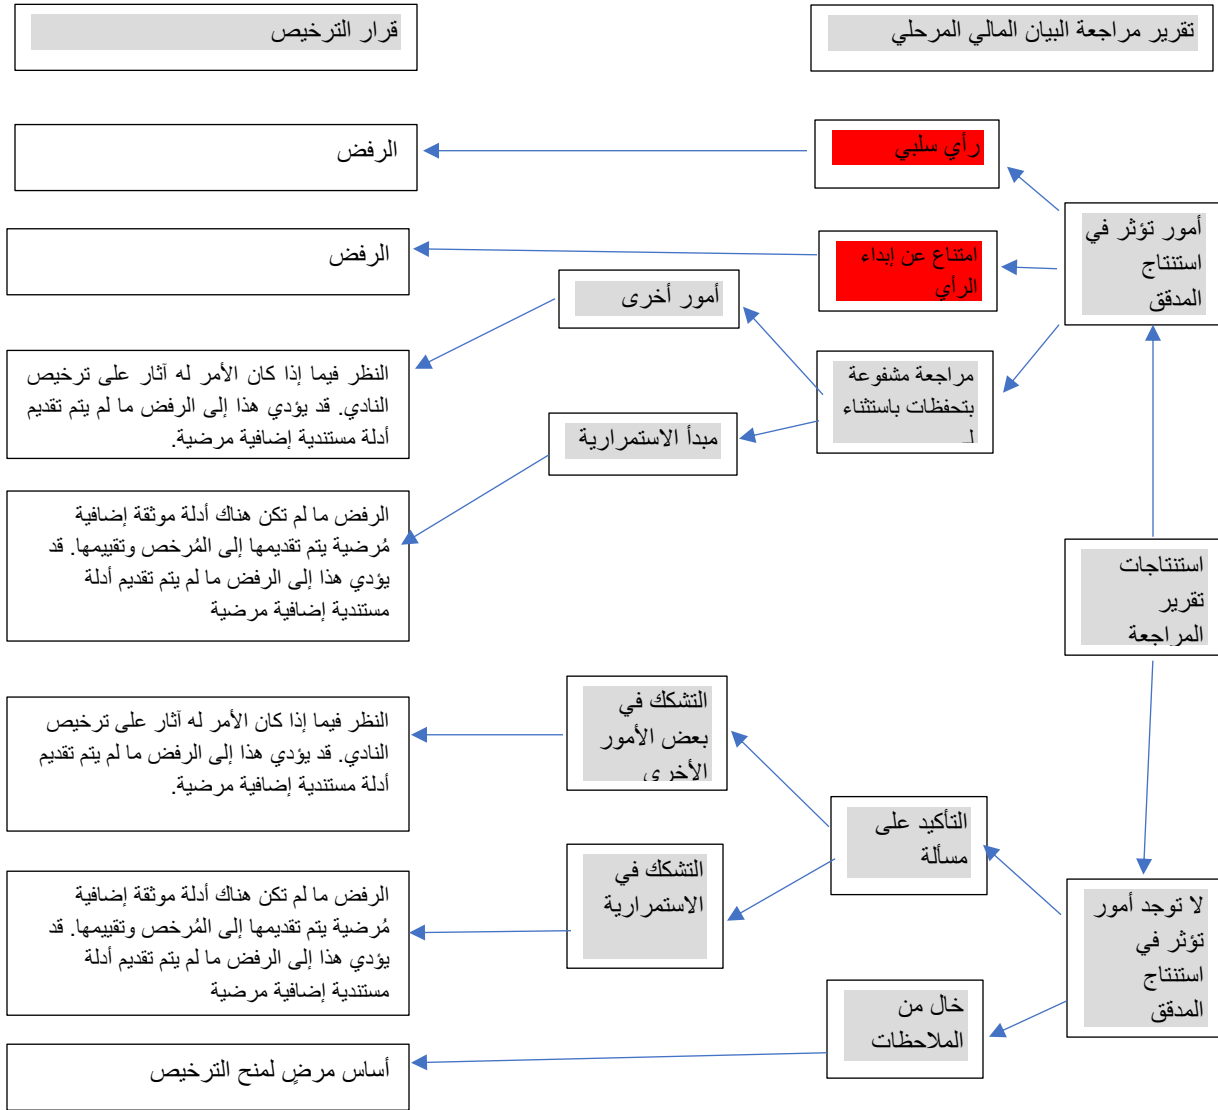 تقرير مراجعة البيان المالي المرحلي
قرار الترخيص
رأي سلبي
الرفض
أمور تؤثر في
استنتاج
المدقق
امتناع عن إبداء
الرأي
الرفض
أمور أخرى
مراجعة مشفوعة
بتحفظات باستثناء
لـ
النظر فيما إذا كان الأمر له آثار على ترخيص
النادي. قد يؤدي هذا إلى الرفض ما لم يتم تقديم
أدلة مستندية إضافية مرضية.
مبدأ الاستمرارية
الرفض ما لم تكن هناك أدلة موثقة إضافية
مُرضية يتم تقديمها إلى المُرخص وتقييمها. قد
يؤدي هذا إلى الرفض ما لم يتم تقديم أدلة
مستندية إضافية مرضية
استنتاجات
تقرير
المراجعة
التشكك في
بعض الأمور
الأخرى
النظر فيما إذا كان الأمر له آثار على ترخيص
النادي. قد يؤدي هذا إلى الرفض ما لم يتم تقديم
أدلة مستندية إضافية مرضية.
التأكيد على
مسألة
التشكك في
الاستمرارية
الرفض ما لم تكن هناك أدلة موثقة إضافية
مُرضية يتم تقديمها إلى المُرخص وتقييمها. قد
يؤدي هذا إلى الرفض ما لم يتم تقديم أدلة
مستندية إضافية مرضية
لا توجد أمور
تؤثر في
استنتاج
المدقق
خال من
الملاحظات
أساس مرضٍ لمنح الترخيص